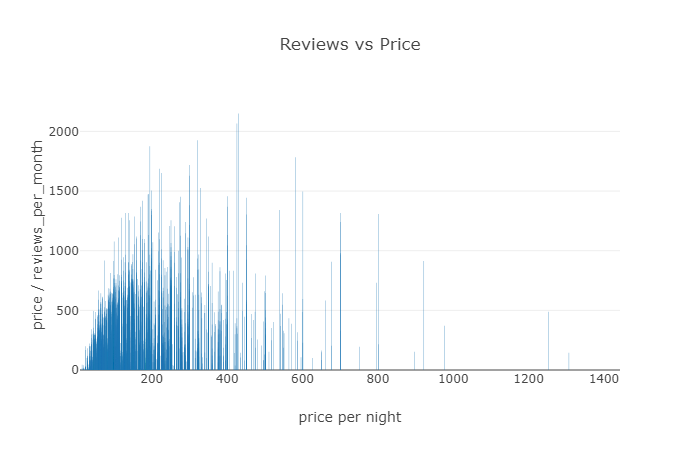 Reviews vs Price
price / reviews_per_month
2000
1500
1000
500
0
200 400 600 800 1000 1200 1400
price per night